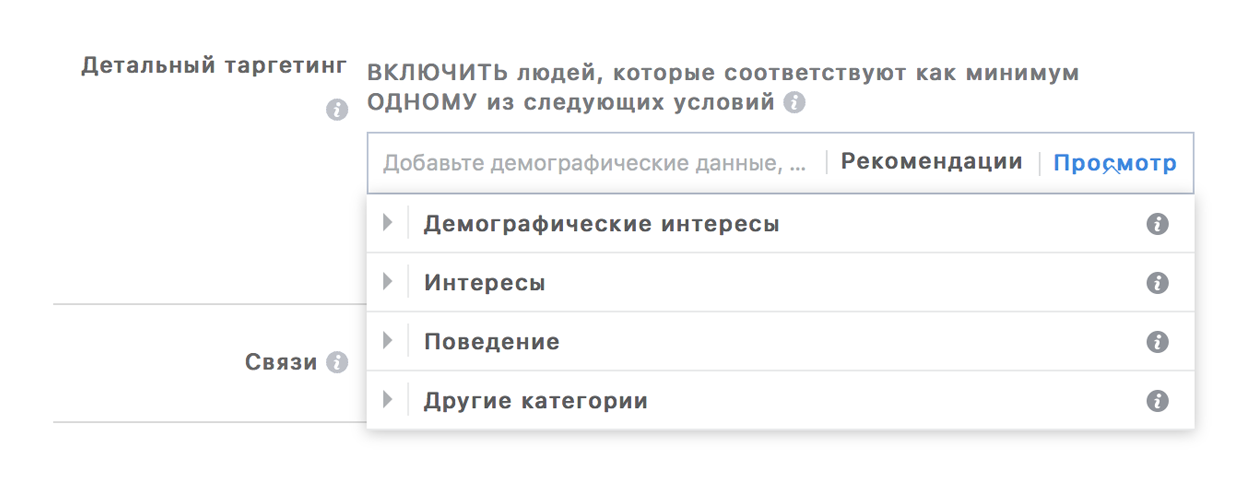 Детальный таргетинг
ВКЛЮЧИТЬ людей, которые соответствуют как минимум
ОДНОМУ из следующих условий
Добавьте демографические данные, ... Рекомендации Просмотр
Демографические интересы
Интересы
Поведение
Связи
Другие категории